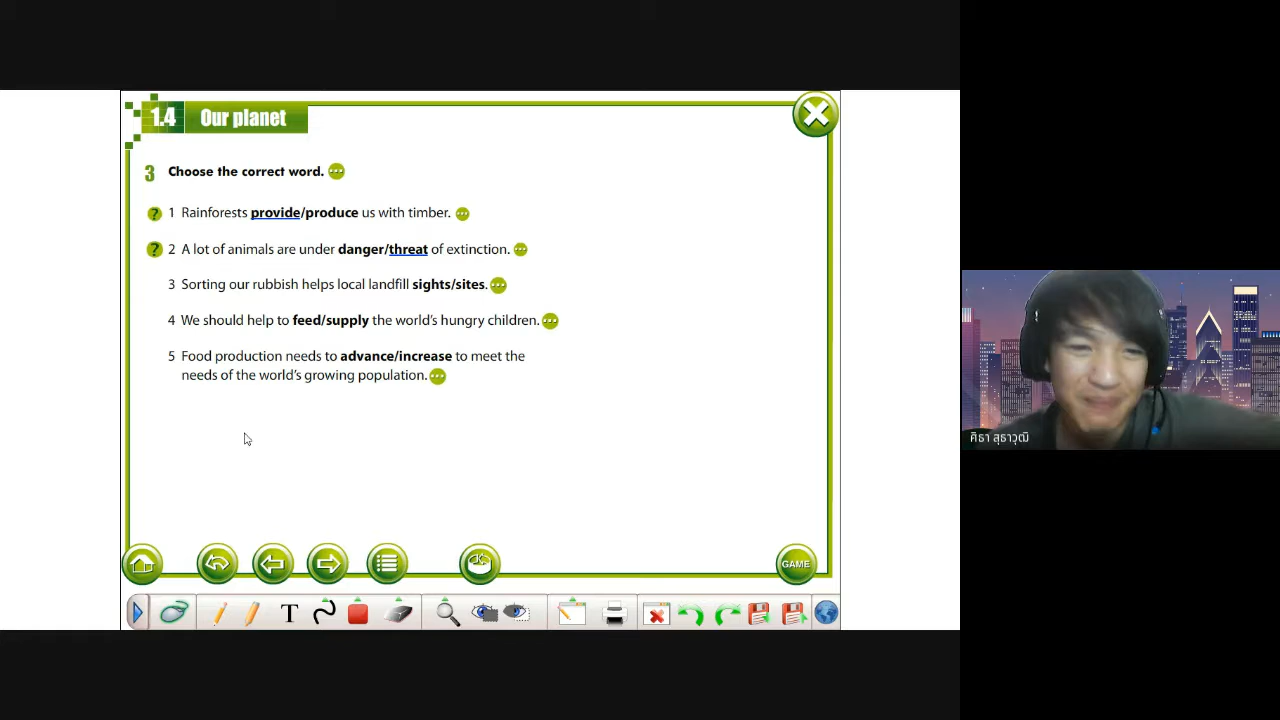 1.4 Our planet
3 Choose the correct word.
? 1 Rainforests provide/produce us with timber.
? 2 A lot of animals are under danger/threat of extinction.
3 Sorting our rubbish helps local landfill sights/sites.
4 We should help to feed/supply the world's hungry children.
5 Food production needs to advance/increase to meet the
needs of the world's growing population.
ศิธา สุธาวุฒิ
GAME
T